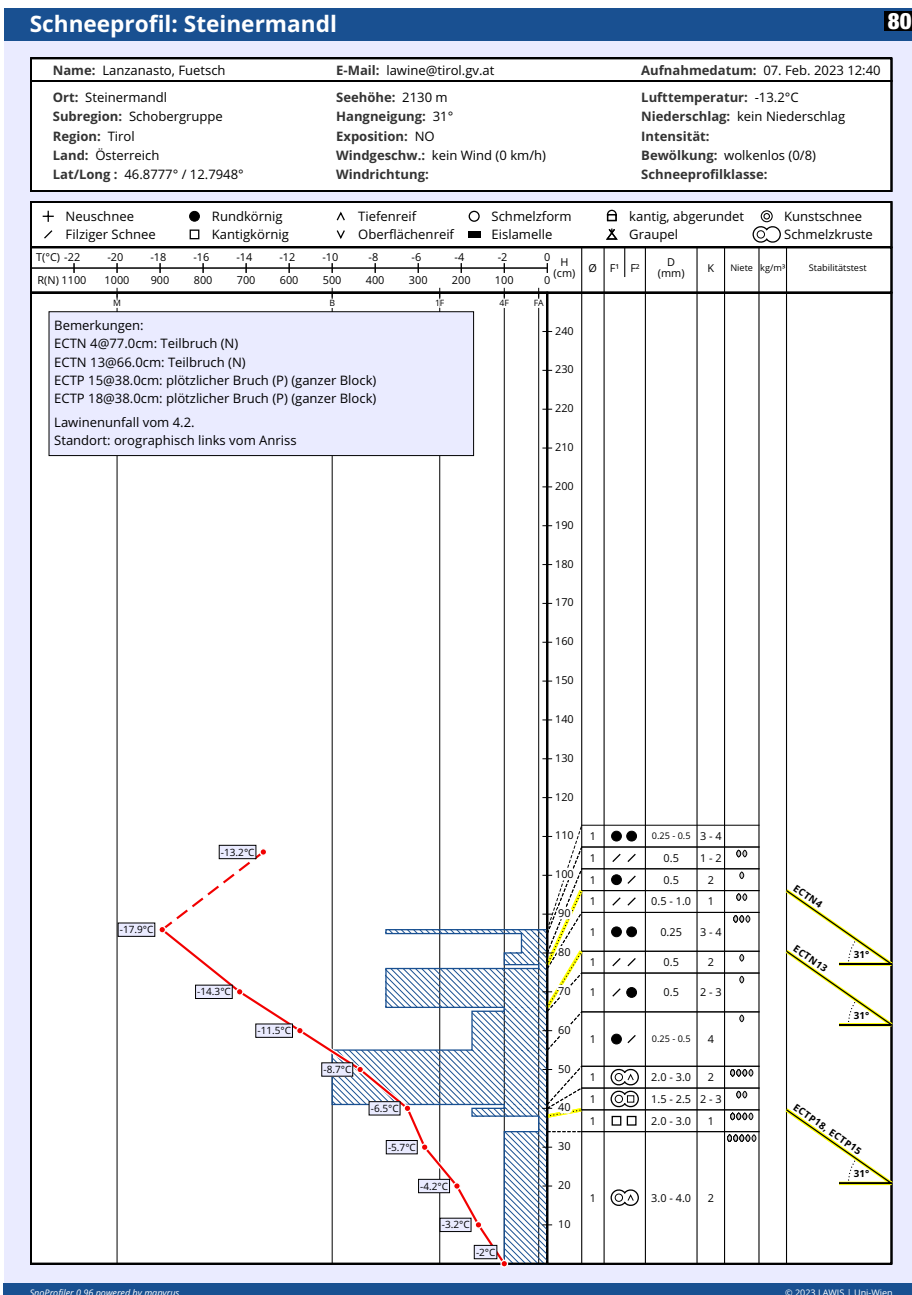 Schneeprofil: Steinermandl
80
Name: Lanzanasto, Fuetsch E-Mail: lawine@tirol.gv.at Aufnahmedatum: 07. Feb. 2023 12:40
Ort: Steinermandl Seehöhe: 2130 m Lufttemperatur: -13.2°C
Subregion: Schobergruppe Hangneigung: 31° Niederschlag: kein Niederschlag
Region: Tirol Exposition: NO Intensität:
Land: Österreich Windgeschw.: kein Wind (0 km/h) Bewölkung: wolkenlos (0/8)
Lat/Long : 46.8777° / 12.7948° Windrichtung: Schneeprofilklasse:
Neuschnee Rundkörnig Tiefenreif Schmelzform kantig, abgerundet Kunstschnee
Filziger Schnee Kantigkörnig Oberflächenreif Eislamelle Graupel Schmelzkruste
T(°C) -22 -20 -18 -16 -14 -12 -10 -8 -6 -4 -2 0 H (cm) Ø F¹ F² D (mm) K Niete kg/m³ Stabilitätstest
R(N) 1100 1000 900 800 700 600 500 400 300 200 100 0
M B 1F 4F FA
Bemerkungen:
ECTN 4@77.0cm: Teilbruch (N)
ECTN 13@66.0cm: Teilbruch (N)
ECTP 15@38.0cm: plötzlicher Bruch (P) (ganzer Block)
ECTP 18@38.0cm: plötzlicher Bruch (P) (ganzer Block)
Lawinenunfall vom 4.2.
Standort: orographisch links vom Anriss
240
230
220
210
200
190
180
170
160
150
140
130
120
110
100
90
80
70
60
50
40
30
20
10
-13.2°C
-17.9°C
-14.3°C
-11.5°C
-8.7°C
-6.5°C
-5.7°C
-4.2°C
-3.2°C
-2°C
1 0.25 - 0.5 3 - 4
1 0.5 1 - 2
1 0.5 2
1 0.5 - 1.0 1
1 0.25 3 - 4
1 0.5 2
1 0.5 2 - 3
1 0.25 - 0.5 4
1 2.0 - 3.0 2
1 1.5 - 2.5 2 - 3
1 2.0 - 3.0 1
1 3.0 - 4.0 2
ECTN4
31°
ECTN13
31°
ECTP18, ECTP15
31°
SnoProfiler 0.96 powered by manyrus © 2023 LAWIS | Uni-Wien